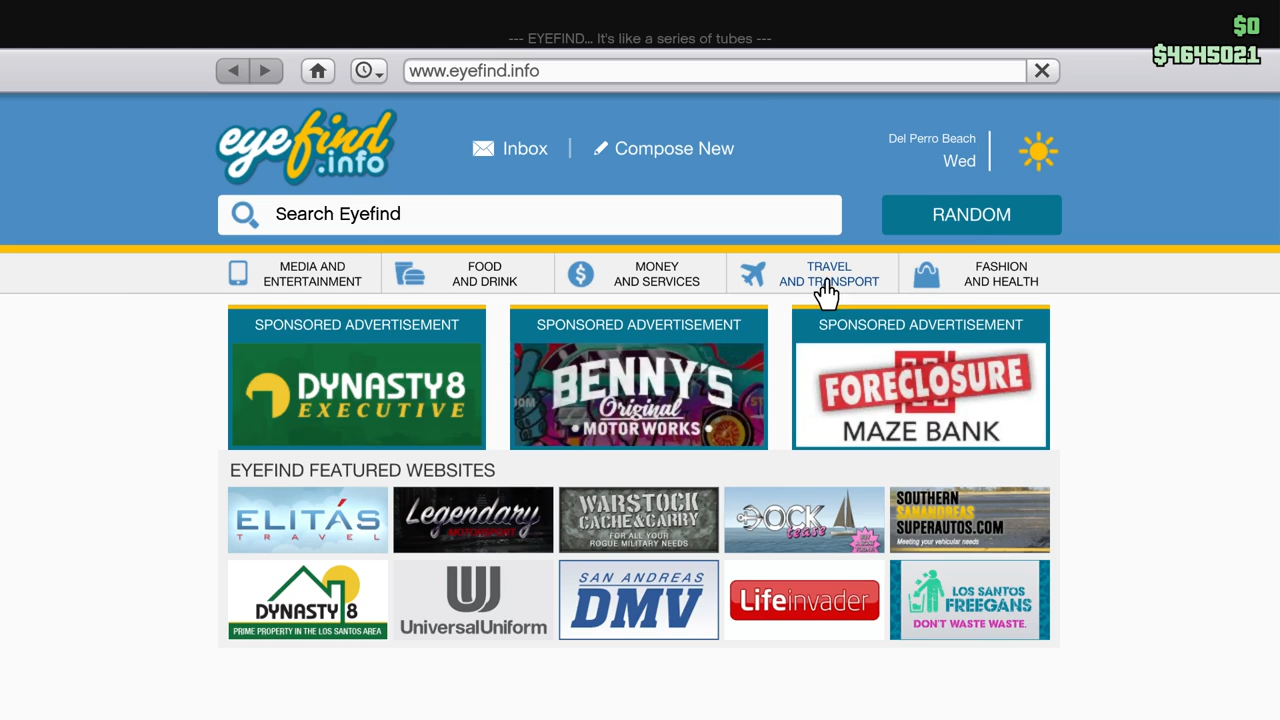 $0
--- EYEFIND... It's like a series of tubes ---
$4645021
www.eyefind.info
eyefind
.info
Inbox
Compose New
Del Perro Beach
Wed
Search Eyefind
RANDOM
MEDIA AND
ENTERTAINMENT
FOOD
AND DRINK
MONEY
AND SERVICES
TRAVEL
AND TRANSPORT
FASHION
AND HEALTH
SPONSORED ADVERTISEMENT
DYNASTY 8
EXECUTIVE
SPONSORED ADVERTISEMENT
BENNY'S
Original
MOTOR WORKS
SPONSORED ADVERTISEMENT
FORECLOSURE
MAZE BANK
EYEFIND FEATURED WEBSITES
ELITÁS
TRAVEL
Legendary
MOTORSPORT
WARSTOCK
CACHE & CARRY
FOR ALL YOUR
ROGUE MILITARY NEEDS
DOCK
tease
SOUTHERN
SANANDREAS
SUPERAUTOS.COM
Meeting your vehicular needs
DYNASTY 8
PRIME PROPERTY IN THE LOS SANTOS AREA
UniversalUniform
SAN ANDREAS
DMV
Lifeinvader
LOS SANTOS
FREEGANS
DON'T WASTE WASTE.